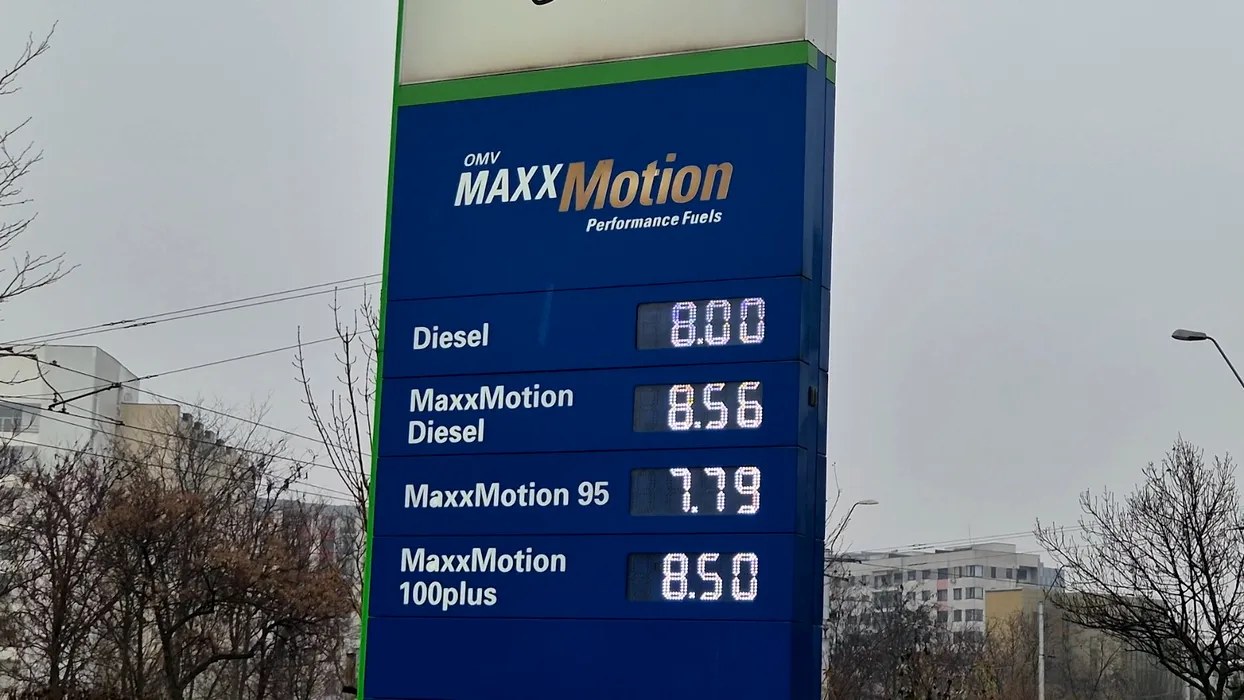 OMV
MAXXMotion
Performance Fuels
Diesel 8.00
MaxxMotion
Diesel 8.56
MaxxMotion 95 7.79
MaxxMotion
100plus 8.50